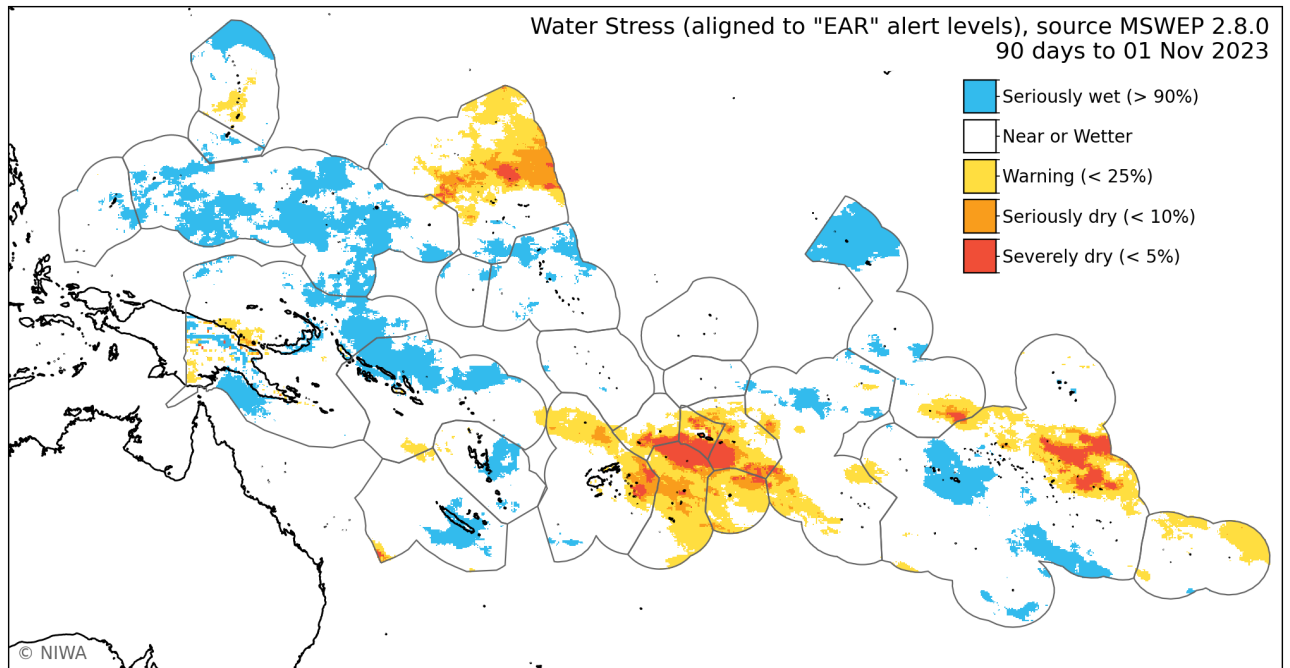 Water Stress (aligned to "EAR" alert levels), source MSWEP 2.8.0
90 days to 01 Nov 2023
Seriously wet (> 90%)
Near or Wetter
Warning (< 25%)
Seriously dry (< 10%)
Severely dry (< 5%)
© NIWA